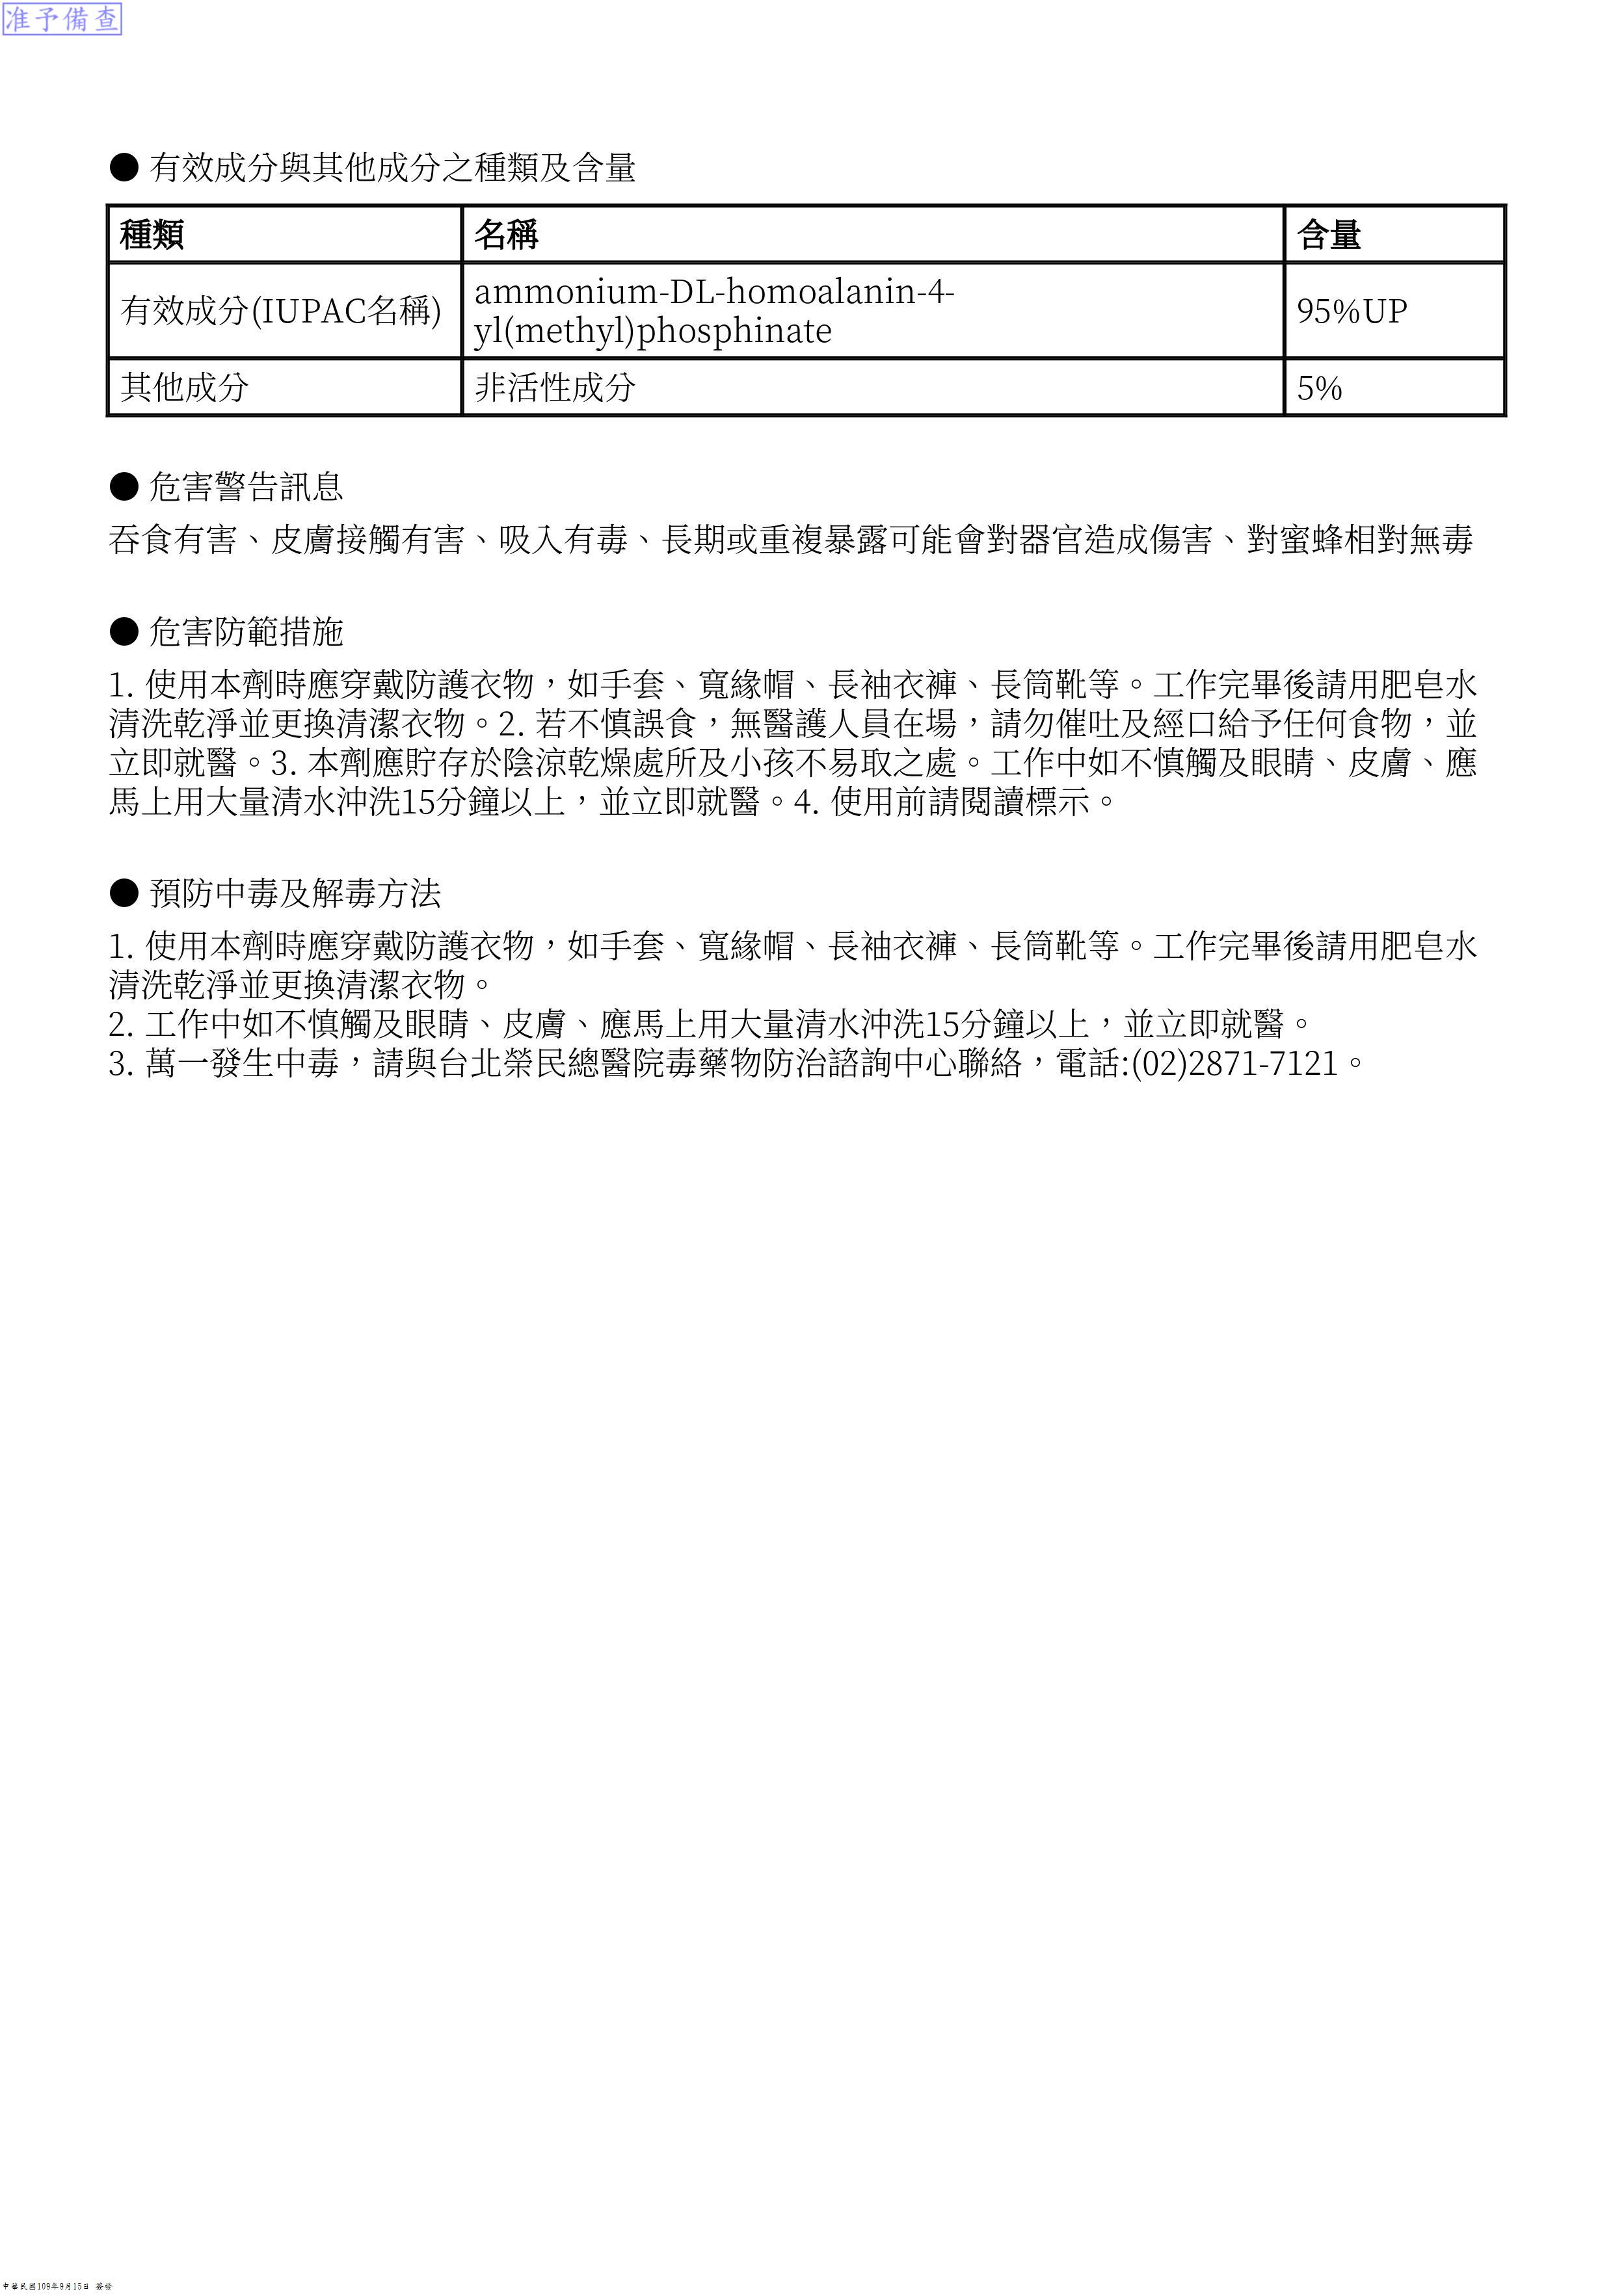 准予備查
● 有效成分與其他成分之種類及含量
種類 名稱 含量
有效成分(IUPAC名稱) ammonium-DL-homoalanin-4-
yl(methyl)phosphinate 95%UP
其他成分 非活性成分 5%
● 危害警告訊息
吞食有害、皮膚接觸有害、吸入有毒、長期或重複暴露可能會對器官造成傷害、對蜜蜂相對無毒
● 危害防範措施
1. 使用本劑時應穿戴防護衣物，如手套、寬緣帽、長袖衣褲、長筒靴等。工作完畢後請用肥皂水
清洗乾淨並更換清潔衣物。2. 若不慎誤食，無醫護人員在場，請勿催吐及經口給予任何食物，並
立即就醫。3. 本劑應貯存於陰涼乾燥處所及小孩不易取之處。工作中如不慎觸及眼睛、皮膚、應
馬上用大量清水沖洗15分鐘以上，並立即就醫。4. 使用前請閱讀標示。
● 預防中毒及解毒方法
1. 使用本劑時應穿戴防護衣物，如手套、寬緣帽、長袖衣褲、長筒靴等。工作完畢後請用肥皂水
清洗乾淨並更換清潔衣物。
2. 工作中如不慎觸及眼睛、皮膚、應馬上用大量清水沖洗15分鐘以上，並立即就醫。
3. 萬一發生中毒，請與台北榮民總醫院毒藥物防治諮詢中心聯絡，電話:(02)2871-7121。
中華民國109年9月15日 簽發